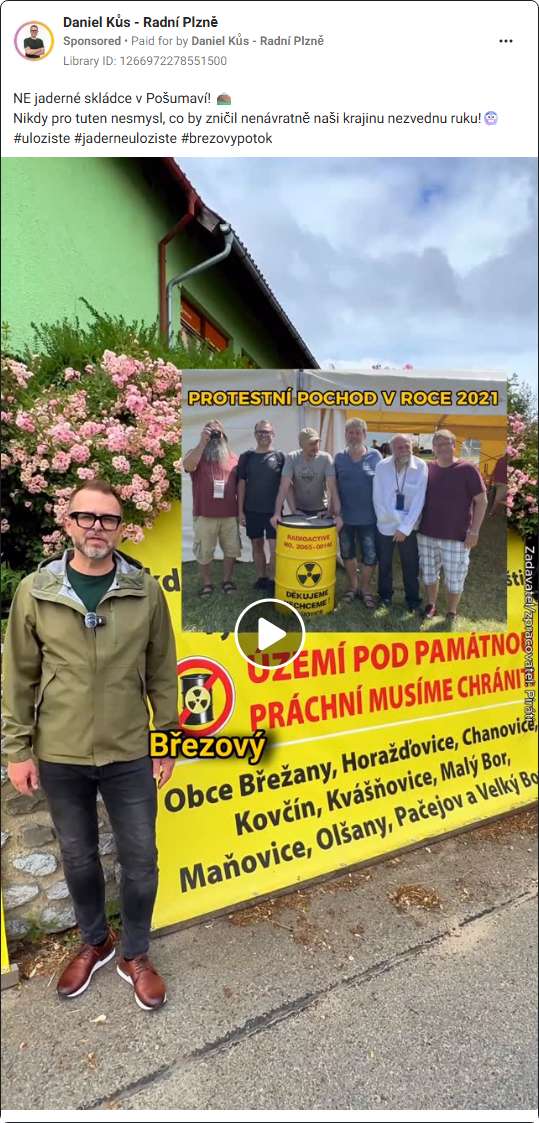 Daniel Kůs - Radní Plzně
Sponsored • Paid for by Daniel Kůs - Radní Plzně
Library ID: 1266972278551500
NE jaderné skládce v Pošumaví!
Nikdy pro tuten nesmysl, co by zničil nenávratně naši krajinu nezvednu ruku!
#uloziste #jaderneuloziste #brezovypotok
PROTESTNÍ POCHOD V ROCE 2021
RADIOACTIVE
DĚKUJEME
ECHCEME
Zadavatel/zpracovatel: Piráti
ÚZEMÍ POD PAMÁTNO
PRÁCHNÍ MUSÍME CHRÁNIT
Březový
Obce Břežany, Horažďovice, Chanovice,
Kovčín, Kvášňovice, Malý Bor,
Maňovice, Olšany, Pačejov a Velký Bo